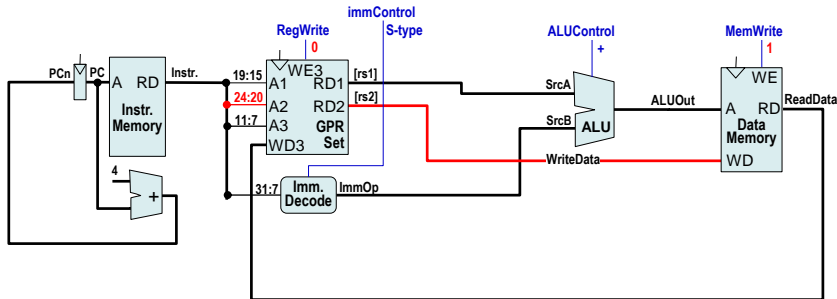 immControl
RegWrite S-type ALUControl MemWrite
0 + 1
PCn PC A RD Instr. 19:15 WE3 [rs1] WE
A1 RD1 SrcA
24:20 A2 RD2 [rs2]
Instr. Memory 11:7 A3 GPR Set ALUOut A RD ReadData
WD3 SrcB ALU Data Memory
WriteData WD
4 31:7 Imm. Decode ImmOp
+